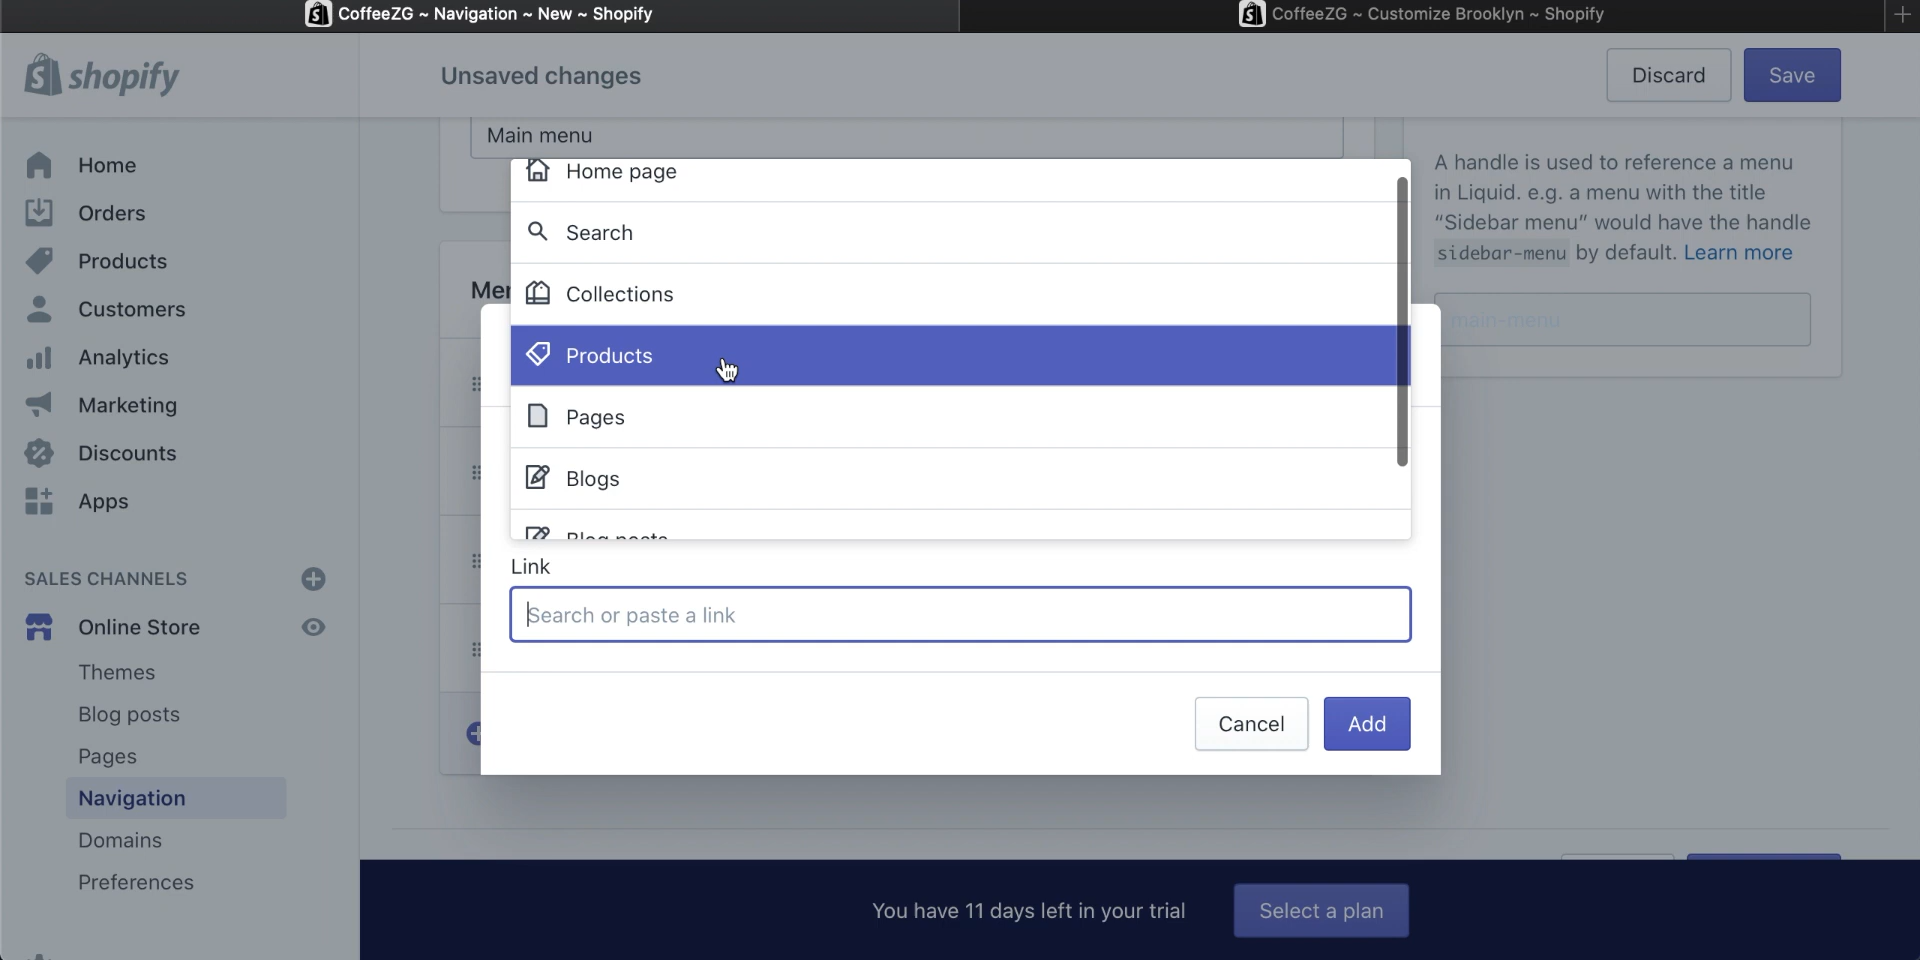 CoffeeZG ~ Navigation ~ New ~ Shopify
CoffeeZG ~ Customize Brooklyn ~ Shopify
shopify
Unsaved changes
Discard
Save
Home
Orders
Products
Customers
Analytics
Marketing
Discounts
Apps
SALES CHANNELS
Online Store
Themes
Blog posts
Pages
Navigation
Domains
Preferences
Main menu
Home page
Search
Collections
Products
Pages
Blogs
Blog posts
Link
Search or paste a link
Cancel
Add
A handle is used to reference a menu
in Liquid. e.g. a menu with the title
“Sidebar menu” would have the handle
sidebar-menu by default. Learn more
main-menu
You have 11 days left in your trial
Select a plan